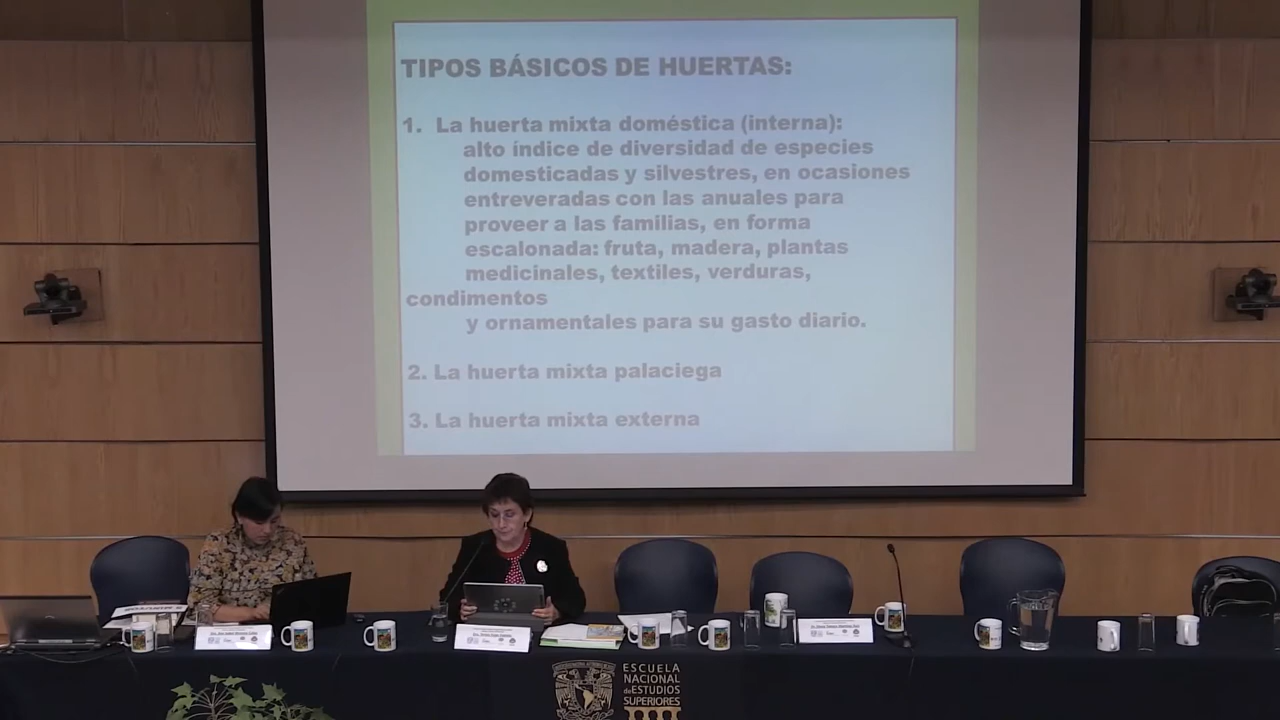 TIPOS BÁSICOS DE HUERTAS:
1. La huerta mixta doméstica (interna):
alto índice de diversidad de especies
domesticadas y silvestres, en ocasiones
entreveradas con las anuales para
proveer a las familias, en forma
escalonada: fruta, madera, plantas
medicinales, textiles, verduras,
condimentos
y ornamentales para su gasto diario.
2. La huerta mixta palaciega
3. La huerta mixta externa
ESCUELA
NACIONAL
de ESTUDIOS
SUPERIORES